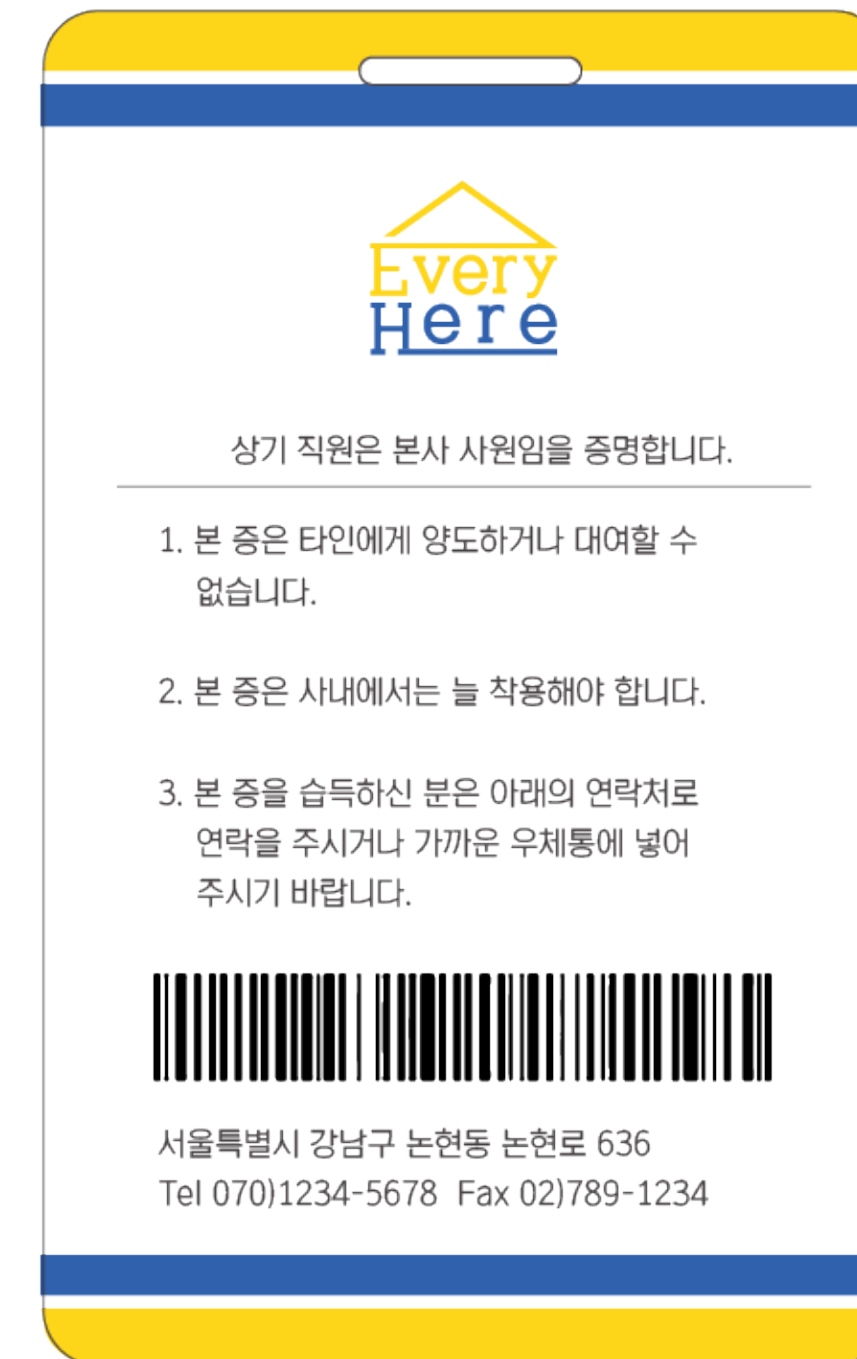 Every
Here
상기 직원은 본사 사원임을 증명합니다.
1. 본 증은 타인에게 양도하거나 대여할 수
없습니다.
2. 본 증은 사내에서는 늘 착용해야 합니다.
3. 본 증을 습득하신 분은 아래의 연락처로
연락을 주시거나 가까운 우체통에 넣어
주시기 바랍니다.
서울특별시 강남구 논현동 논현로 636
Tel 070)1234-5678 Fax 02)789-1234